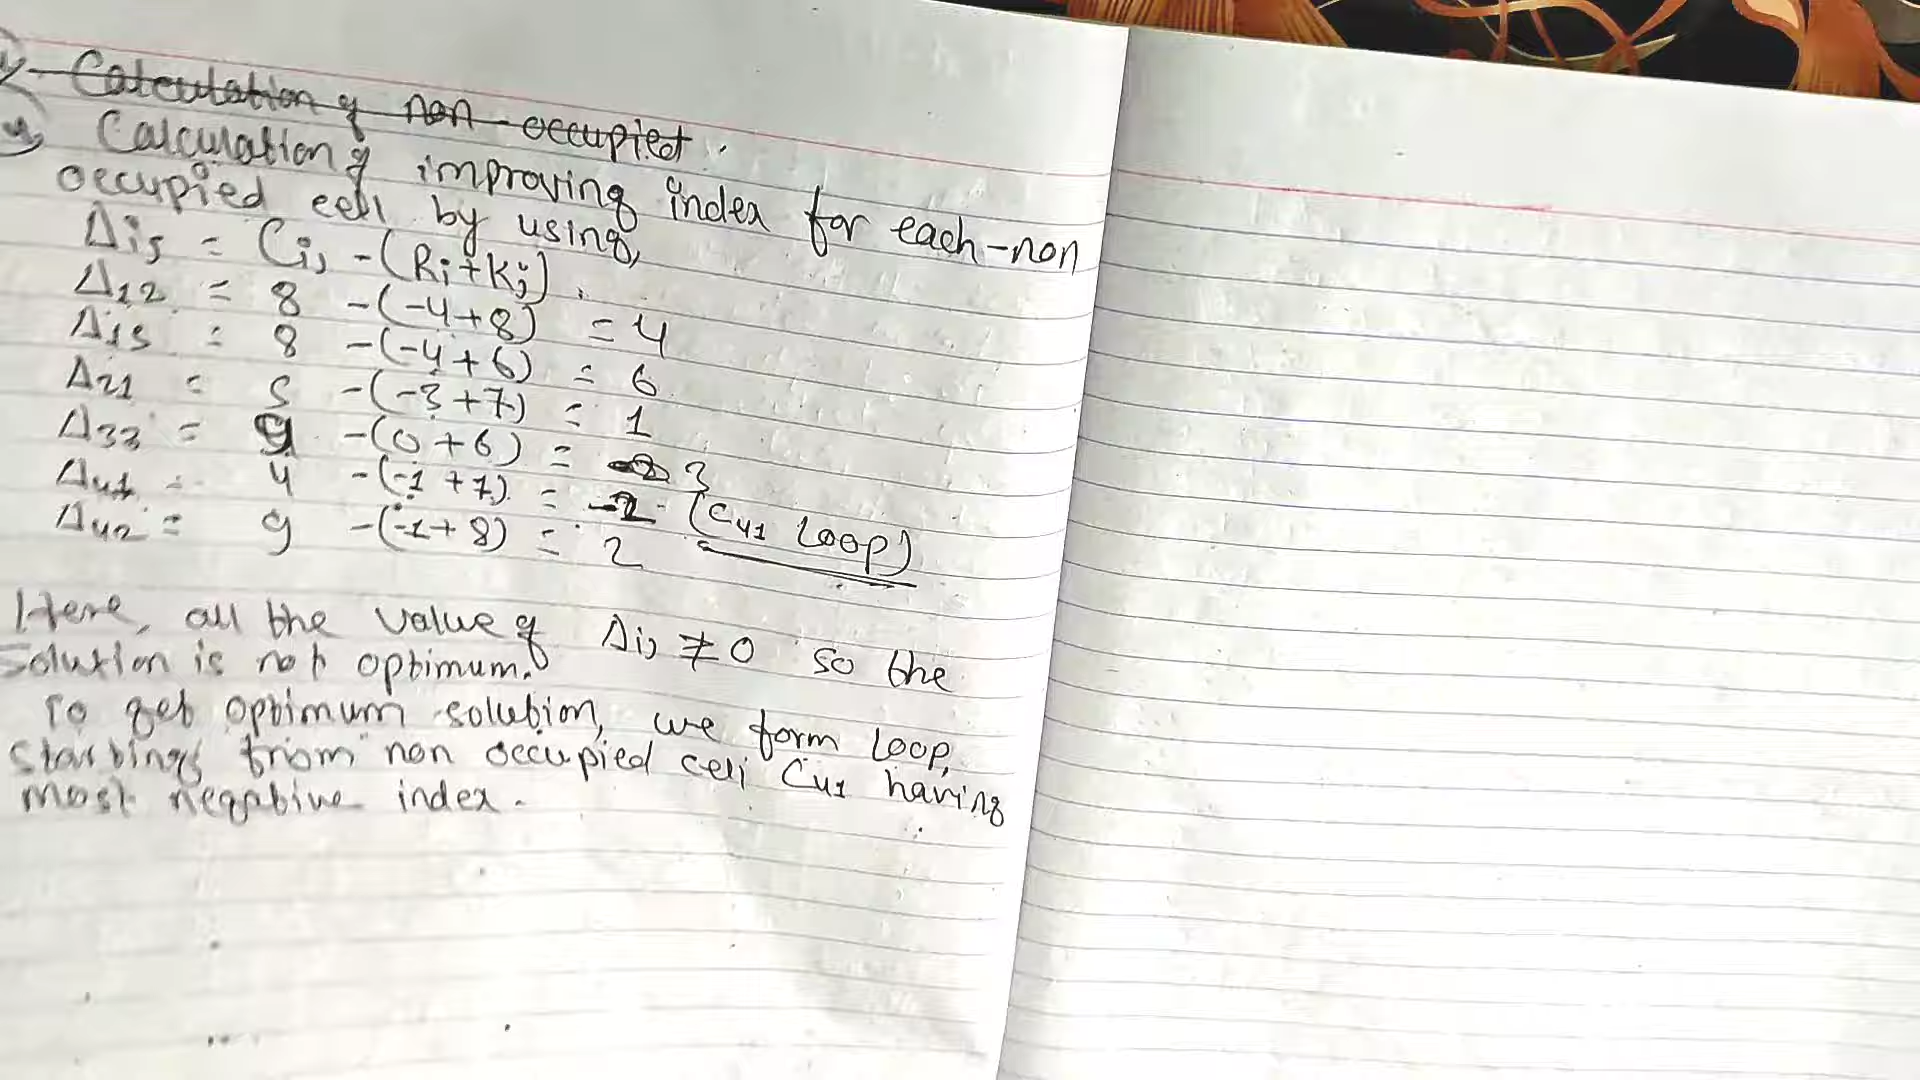 Calculation of non-occupiet.
Calculation of improving index for each-non
occupied cell by using,
Δij = Cij - (Ri+Kj).
Δ12 = 8 - (-4+8) = 4
Δ13 = 8 - (-4+6) = 6
Δ21 = 5 - (-3+7) = 1
Δ33 = 9 - (0+6) = 3
Δ41 = 4 - (-1+7) = -2 (C41 Loop)
Δ42 = 9 - (-1+8) = 2
Here, all the value of Δij ≠ 0 so the
solution is not optimum.
To get optimum solution, we form Loop,
startings from non occupied cell C41 having
most negative index.